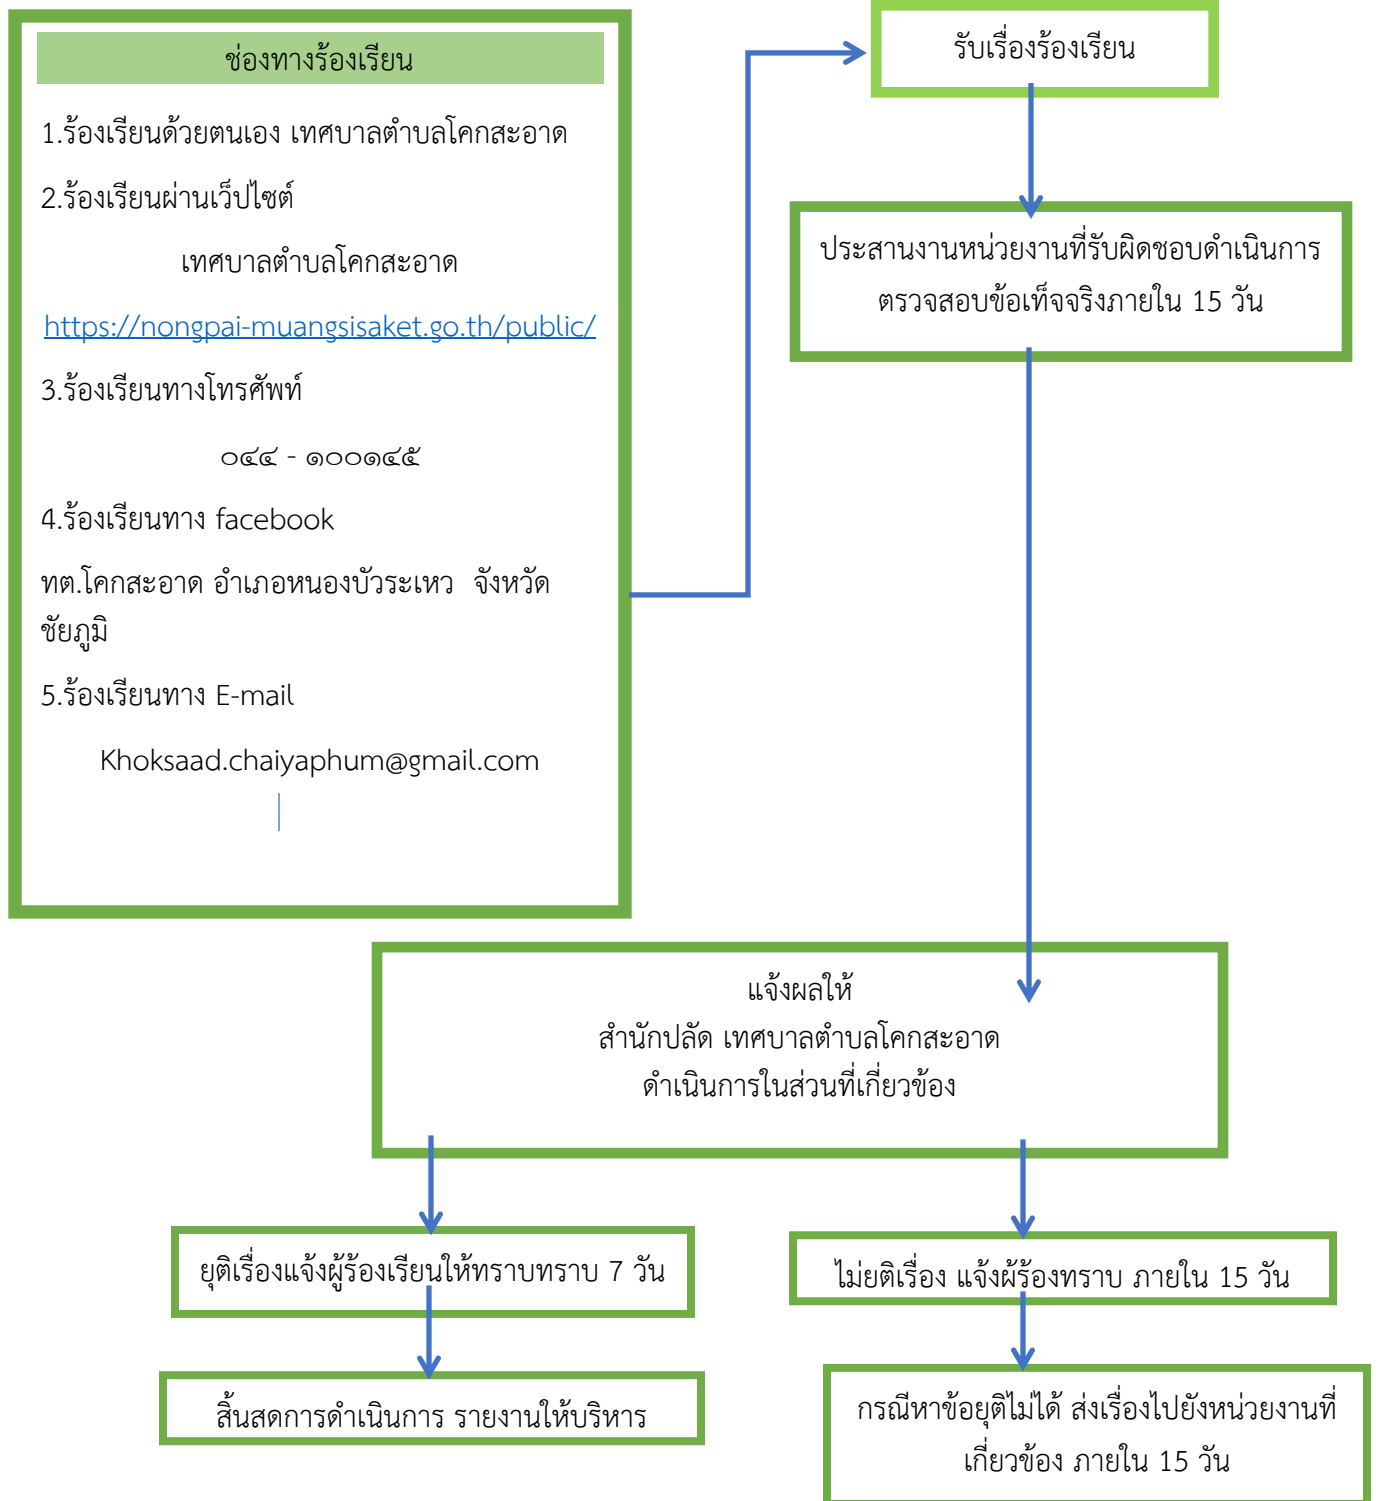 ช่องทางร้องเรียน
1.ร้องเรียนด้วยตนเอง เทศบาลตำบลโคกสะอาด
2.ร้องเรียนผ่านเว็ปไซต์
เทศบาลตำบลโคกสะอาด
https://nongpai-muangsisaket.go.th/public/
3.ร้องเรียนทางโทรศัพท์
๐๔๔ - ๑๐๐๑๔๕
4.ร้องเรียนทาง facebook
ทต.โคกสะอาด อำเภอหนองบัวระเหว จังหวัด
ชัยภูมิ
5.ร้องเรียนทาง E-mail
Khoksaad.chaiyaphum@gmail.com
รับเรื่องร้องเรียน
ประสานงานหน่วยงานที่รับผิดชอบดำเนินการ
ตรวจสอบข้อเท็จจริงภายใน 15 วัน
แจ้งผลให้
สำนักปลัด เทศบาลตำบลโคกสะอาด
ดำเนินการในส่วนที่เกี่ยวข้อง
ยุติเรื่องแจ้งผู้ร้องเรียนให้ทราบทราบ 7 วัน
ไม่ยติเรื่อง แจ้งผ้ร้องทราบ ภายใน 15 วัน
สิ้นสดการดำเนินการ รายงานให้บริหาร
กรณีหาข้อยุติไม่ได้ ส่งเรื่องไปยังหน่วยงานที่
เกี่ยวข้อง ภายใน 15 วัน